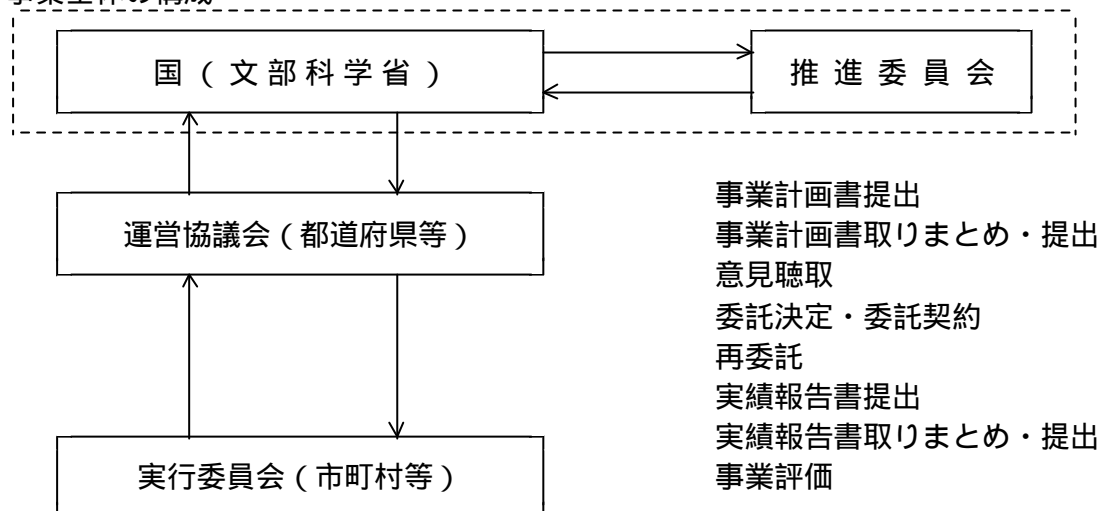 国（文部科学省）
推進委員会
運営協議会（都道府県等）
実行委員会（市町村等）
事業計画書提出
事業計画書取りまとめ・提出
意見聴取
委託決定・委託契約
再委託
実績報告書提出
実績報告書取りまとめ・提出
事業評価